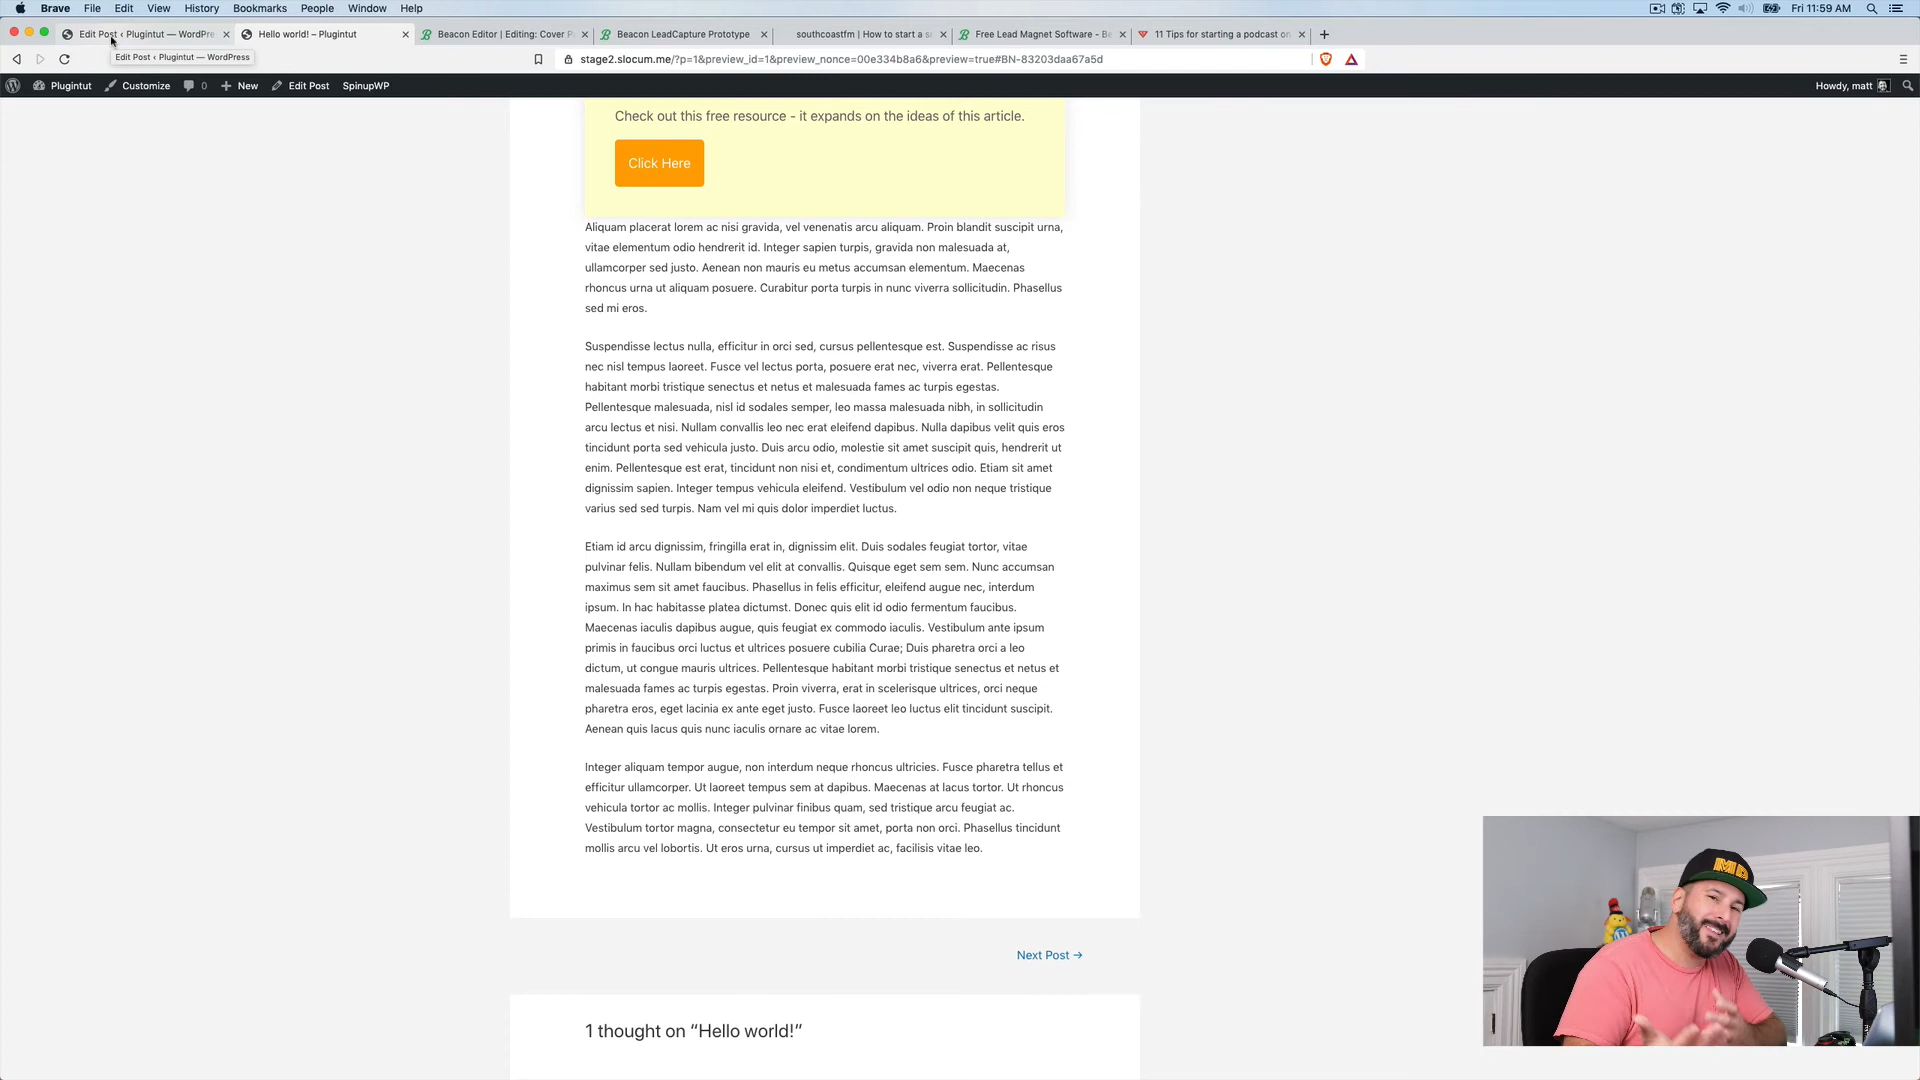 Brave File Edit View History Bookmarks People Window Help Fri 11:59 AM
Edit Post ‹ Plugintut — WordPre Hello world! – Plugintut Beacon Editor | Editing: Cover P Beacon LeadCapture Prototype southcoastfm | How to start a s Free Lead Magnet Software - Be 11 Tips for starting a podcast on
Edit Post ‹ Plugintut — WordPress
stage2.slocum.me/?p=1&preview_id=1&preview_nonce=00e334b8a6&preview=true#BN-83203daa67a5d
Plugintut Customize 0 New Edit Post SpinupWP Howdy, matt
Check out this free resource - it expands on the ideas of this article.
Click Here
Aliquam placerat lorem ac nisi gravida, vel venenatis arcu aliquam. Proin blandit suscipit urna,
vitae elementum odio hendrerit id. Integer sapien turpis, gravida non malesuada at,
ullamcorper sed justo. Aenean non mauris eu metus accumsan elementum. Maecenas
rhoncus urna ut aliquam posuere. Curabitur porta turpis in nunc viverra sollicitudin. Phasellus
sed mi eros.
Suspendisse lectus nulla, efficitur in orci sed, cursus pellentesque est. Suspendisse ac risus
nec nisl tempus laoreet. Fusce vel lectus porta, posuere erat nec, viverra erat. Pellentesque
habitant morbi tristique senectus et netus et malesuada fames ac turpis egestas.
Pellentesque malesuada, nisl id sodales semper, leo massa malesuada nibh, in sollicitudin
arcu lectus et nisi. Nullam convallis leo nec erat eleifend dapibus. Nulla dapibus velit quis eros
tincidunt porta sed vehicula justo. Duis arcu odio, molestie sit amet suscipit quis, hendrerit ut
enim. Pellentesque est erat, tincidunt non nisi et, condimentum ultrices odio. Etiam sit amet
dignissim sapien. Integer tempus vehicula eleifend. Vestibulum vel odio non neque tristique
varius sed sed turpis. Nam vel mi quis dolor imperdiet luctus.
Etiam id arcu dignissim, fringilla erat in, dignissim elit. Duis sodales feugiat tortor, vitae
pulvinar felis. Nullam bibendum vel elit at convallis. Quisque eget sem sem. Nunc accumsan
maximus sem sit amet faucibus. Phasellus in felis efficitur, eleifend augue nec, interdum
ipsum. In hac habitasse platea dictumst. Donec quis elit id odio fermentum faucibus.
Maecenas iaculis dapibus augue, quis feugiat ex commodo iaculis. Vestibulum ante ipsum
primis in faucibus orci luctus et ultrices posuere cubilia Curae; Duis pharetra orci a leo
dictum, ut congue mauris ultrices. Pellentesque habitant morbi tristique senectus et netus et
malesuada fames ac turpis egestas. Proin viverra, erat in scelerisque ultrices, orci neque
pharetra eros, eget lacinia ex ante eget justo. Fusce laoreet leo luctus elit tincidunt suscipit.
Aenean quis lacus quis nunc iaculis ornare ac vitae lorem.
Integer aliquam tempor augue, non interdum neque rhoncus ultricies. Fusce pharetra tellus et
efficitur ullamcorper. Ut laoreet tempus sem at dapibus. Maecenas at lacus tortor. Ut rhoncus
vehicula tortor ac mollis. Integer pulvinar finibus quam, sed tristique arcu feugiat ac.
Vestibulum tortor magna, consectetur eu tempor sit amet, porta non orci. Phasellus tincidunt
mollis arcu vel lobortis. Ut eros urna, cursus ut imperdiet ac, facilisis vitae leo.
Next Post →
1 thought on “Hello world!”